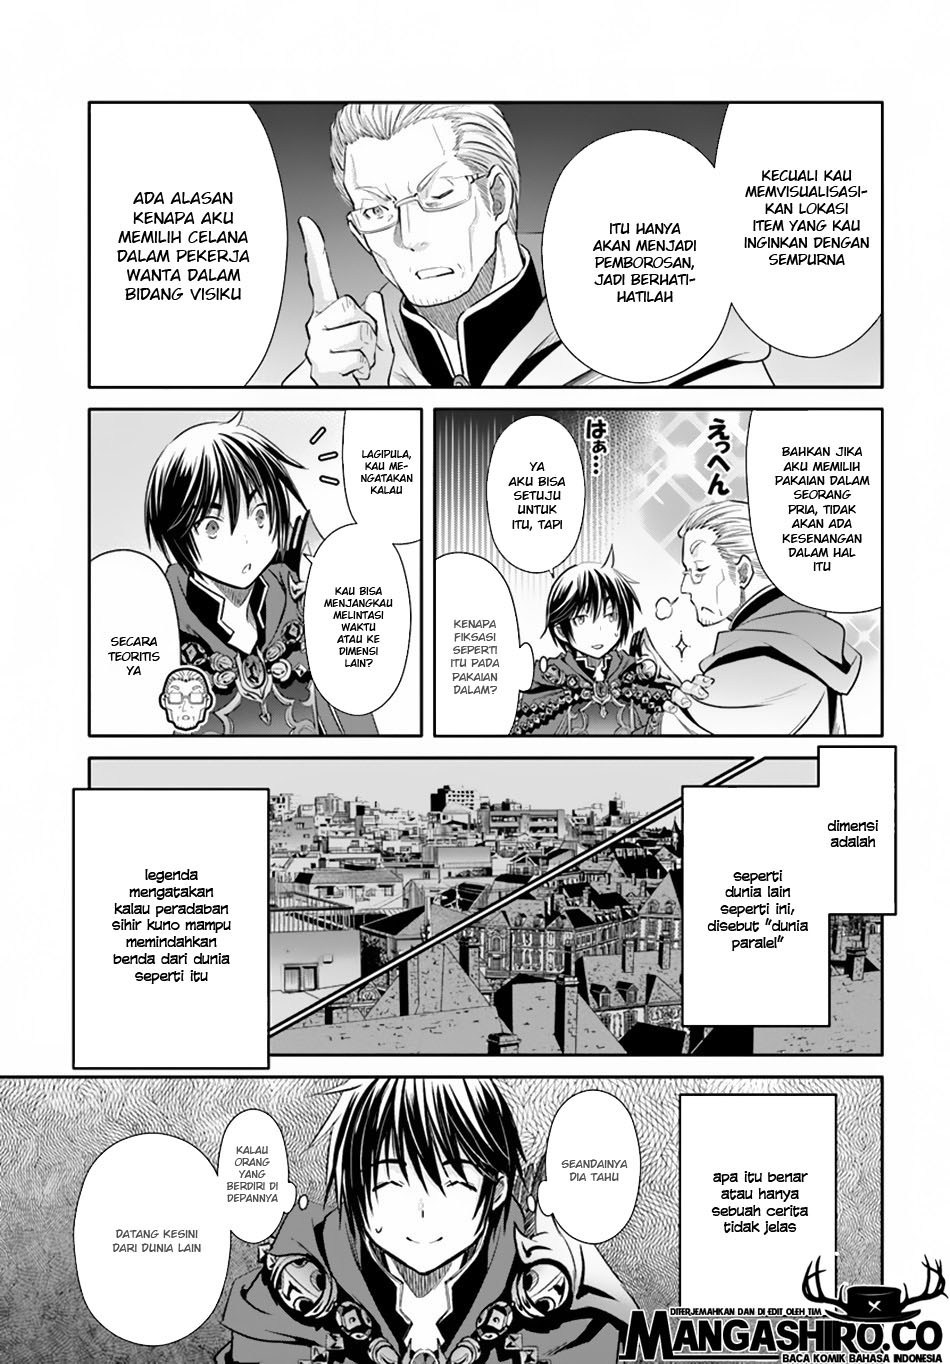 KECUALI KAU
MEMVISUALISASI-
KAN LOKASI
ITEM YANG KAU
INGINKAN DENGAN
SEMPURNA
ITU HANYA
AKAN MENJADI
PEMBOROSAN,
JADI BERHATI-
HATILAH
ADA ALASAN
KENAPA AKU
MEMILIH CELANA
DALAM PEKERJA
WANTA DALAM
BIDANG VISIKU
BAHKAN JIKA
AKU MEMILIH
PAKAIAN DALAM
SEORANG
PRIA, TIDAK
AKAN ADA
KESENANGAN
DALAM HAL
ITU
えっへん
はぁ…
YA
AKU BISA
SETUJU
UNTUK
ITU, TAPI
KENAPA
FIKSASI
SEPERTI
ITU PADA
PAKAIAN
DALAM?
LAGIPULA,
KAU ME-
NGATAKAN
KALAU
KAU BISA
MENJANGKAU
MELINTASI
WAKTU
ATAU KE
DIMENSI
LAIN?
SECARA
TEORITIS
YA
dimensi
adalah
seperti
dunia lain
seperti ini,
disebut "dunia
paralel"
legenda
mengatakan
kalau peradaban
sihir kuno mampu
memindahkan
benda dari dunia
seperti itu
apa itu benar
atau hanya
sebuah cerita
tidak jelas
SEANDAINYA
DIA TAHU
KALAU
ORANG
YANG
BERDIRI DI
DEPANNYA
DATANG KESINI
DARI DUNIA LAIN
DITERJEMAHKAN DAN DI EDIT OLEH TIM
MANGASHIRO.CO
BACA KOMIK BAHASA INDONESIA